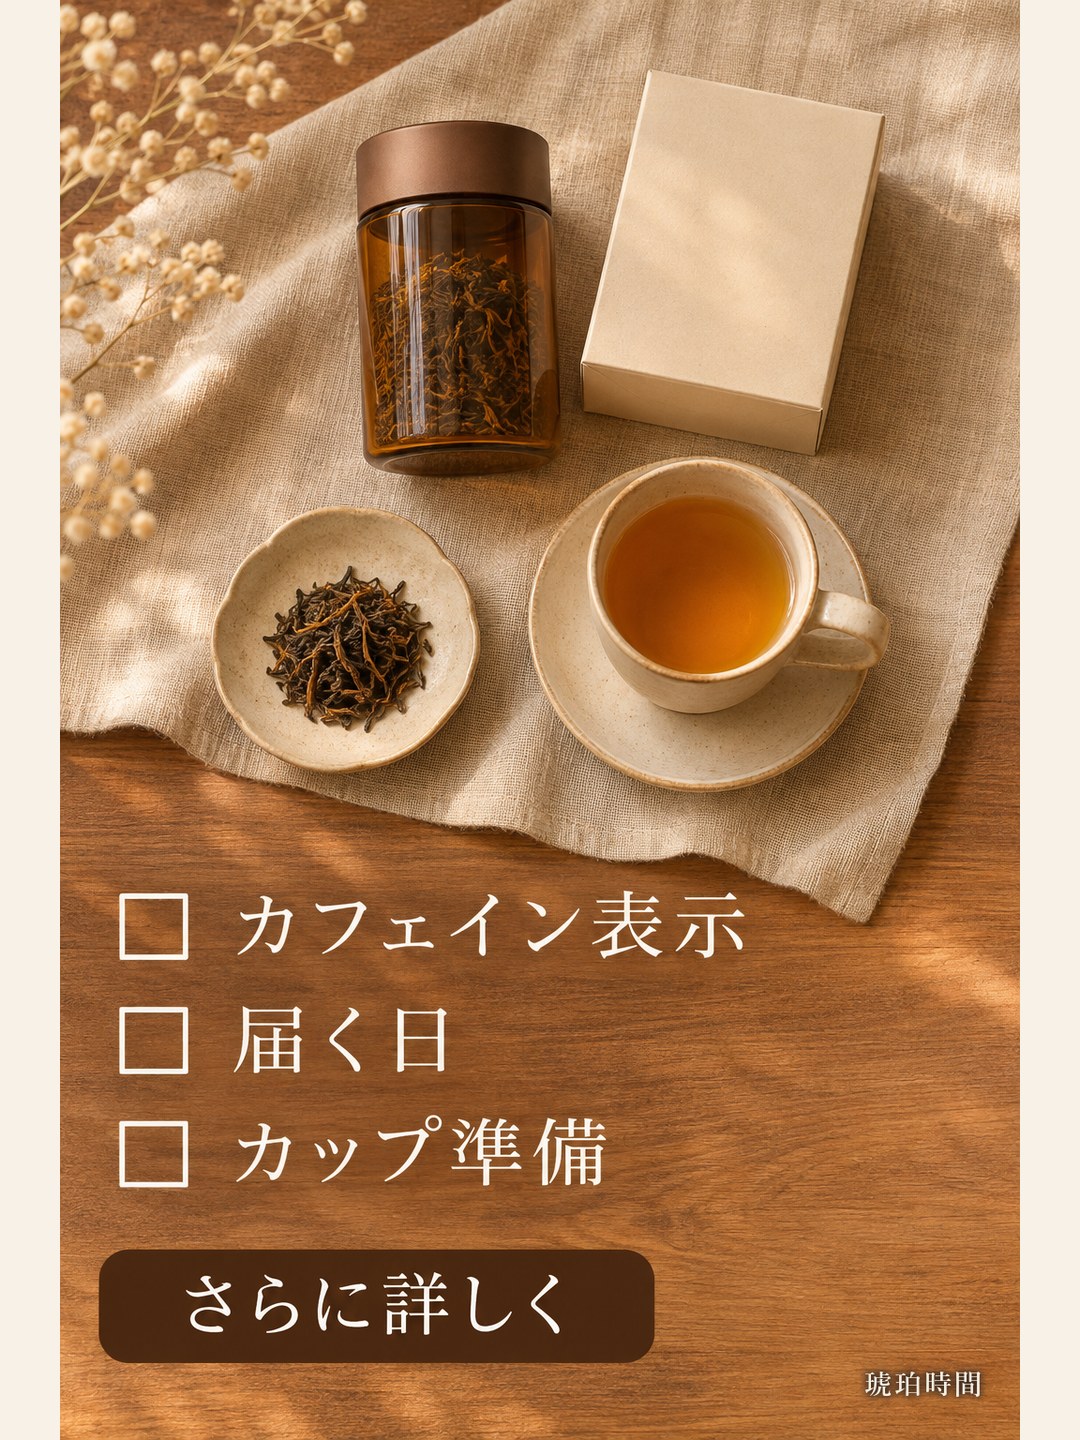 カフェイン表示
届く日
カップ準備
さらに詳しく
琥珀時間